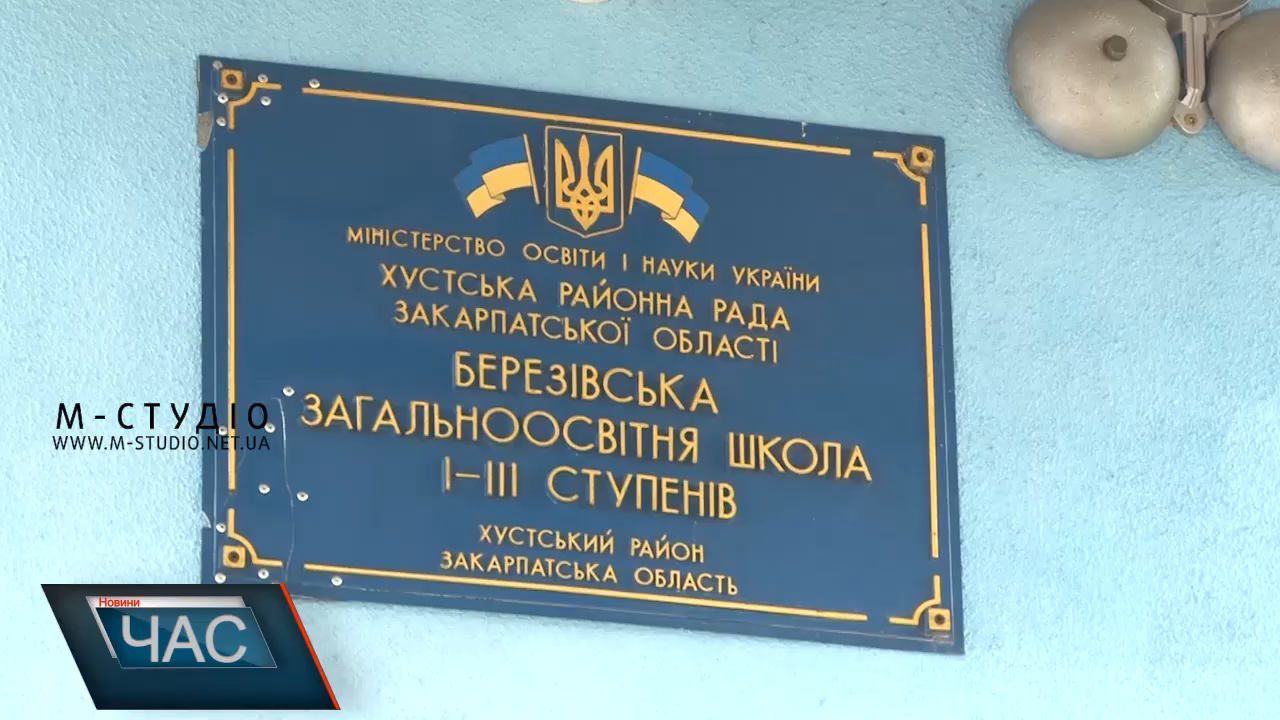 МІНІСТЕРСТВО ОСВІТИ І НАУКИ УКРАЇНИ
ХУСТСЬКА РАЙОННА РАДА
ЗАКАРПАТСЬКОЇ ОБЛАСТІ
БЕРЕЗІВСЬКА
ЗАГАЛЬНООСВІТНЯ ШКОЛА
І–ІІІ СТУПЕНІВ
ХУСТСЬКИЙ РАЙОН
ЗАКАРПАТСЬКА ОБЛАСТЬ
М-СТУДІО
WWW.M-STUDIO.NET.UA
Новини
ЧАС